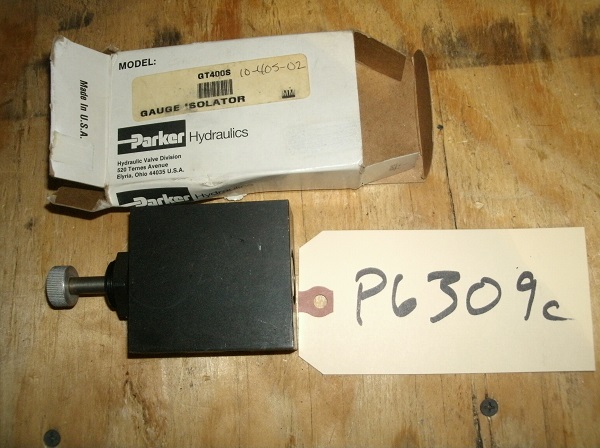 MODEL:
GT400S 10-405-02
GAUGE ISOLATOR
Made In U.S.A.
Parker Hydraulics
Hydraulic Valve Division
520 Ternes Avenue
Elyria, Ohio 44035 U.S.A.
Parker Hydraulics
P6309c